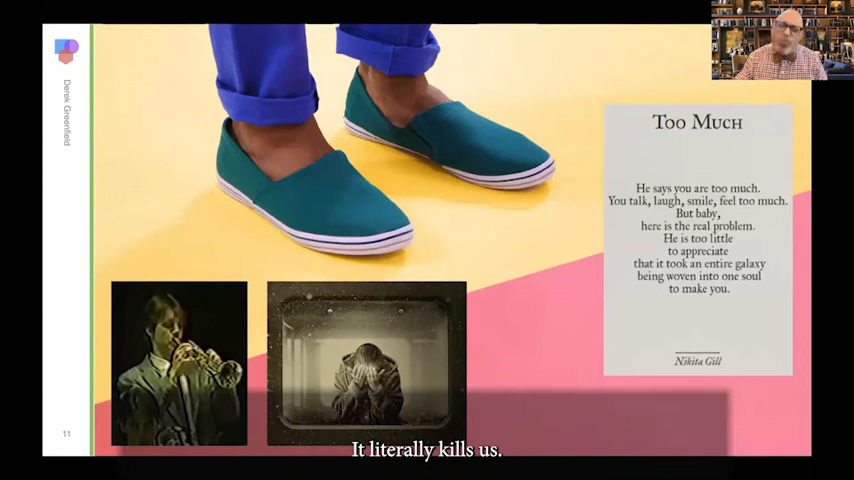 Derek Greenfield
Too Much
He says you are too much.
You talk, laugh, smile, feel too much.
But baby,
here is the real problem.
He is too little
to appreciate
that it took an entire galaxy
being woven into one soul
to make you.
Nikita Gill
11
It literally kills us.